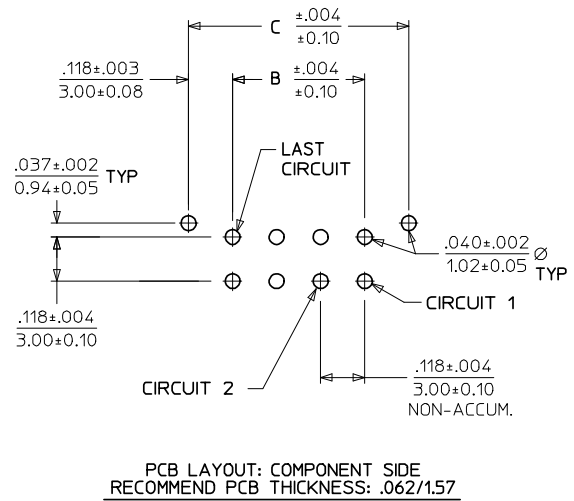 C ±.004
±0.10
.118±.003
3.00±0.08
B ±.004
±0.10
LAST
CIRCUIT
.037±.002
0.94±0.05 TYP
.040±.002
1.02±0.05 Ø
TYP
CIRCUIT 1
.118±.004
3.00±0.10
CIRCUIT 2
.118±.004
3.00±0.10
NON-ACCUM.
PCB LAYOUT: COMPONENT SIDE
RECOMMEND PCB THICKNESS: .062/1.57